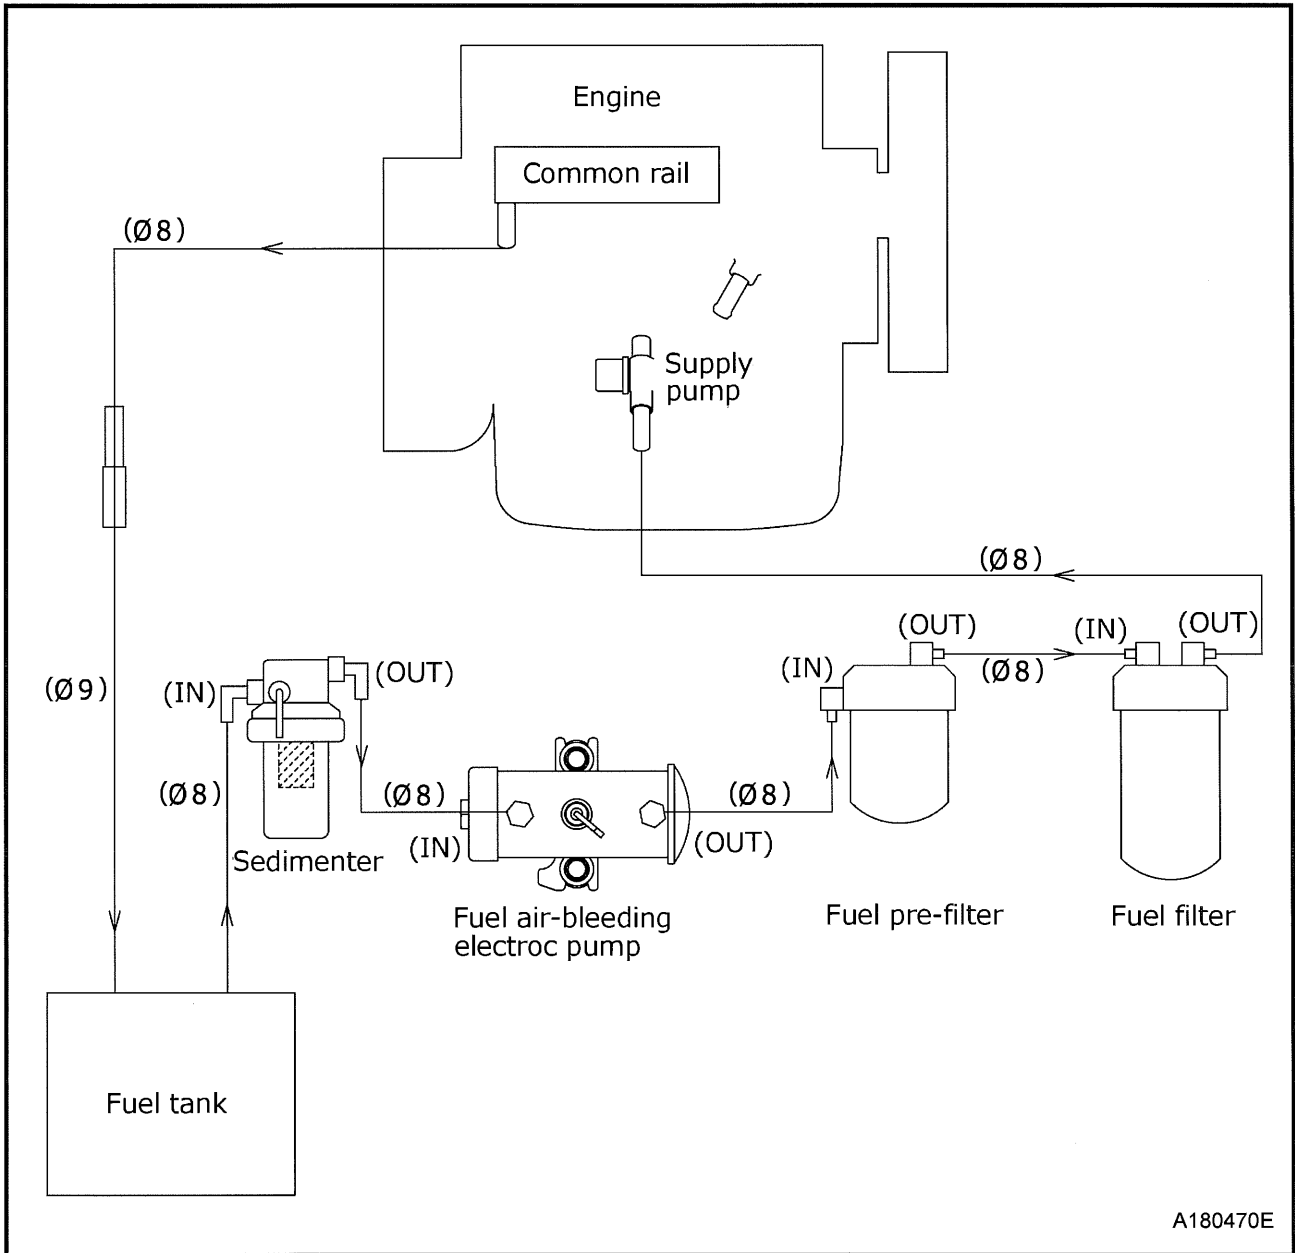 Engine
Common rail
(Ø8)
Supply
pump
(Ø8)
(OUT)
(IN)
(OUT)
(IN)
(Ø8)
(OUT)
(IN)
(Ø9)
(Ø8)
(Ø8)
(Ø8)
(IN)
(OUT)
Sedimenter
Fuel air-bleeding
electroc pump
Fuel pre-filter
Fuel filter
Fuel tank
A180470E